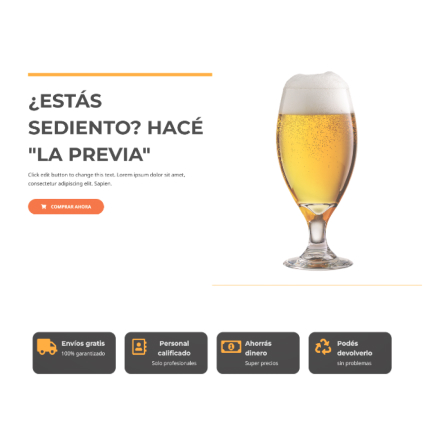 ¿ESTÁS
SEDIENTO? HACÉ
"LA PREVIA"
Click edit button to change this text. Lorem ipsum dolor sit amet,
consectetur adipiscing elit. Sapien.
COMPRAR AHORA
Envíos gratis
100% garantizado
Personal
calificado
Solo profesionales
Ahorrás
dinero
Super precios
Podés
devolverlo
sin problemas